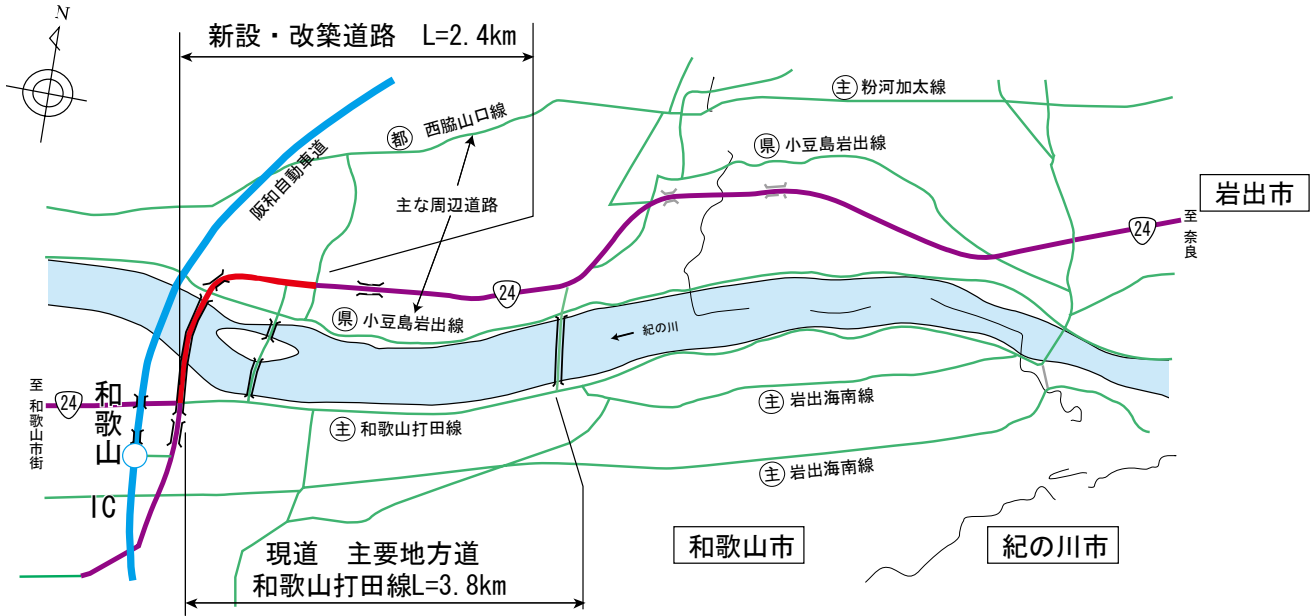 N
新設・改築道路 L=2.4km
主 粉河加太線
都 西脇山口線
県 小豆島岩出線
阪和自動車道
主な周辺道路
岩出市
24
至 奈良
24
県 小豆島岩出線
紀の川
至 和歌山市街
24
和歌山
IC
主 和歌山打田線
主 岩出海南線
主 岩出海南線
和歌山市
紀の川市
現道 主要地方道
和歌山打田線L=3.8km